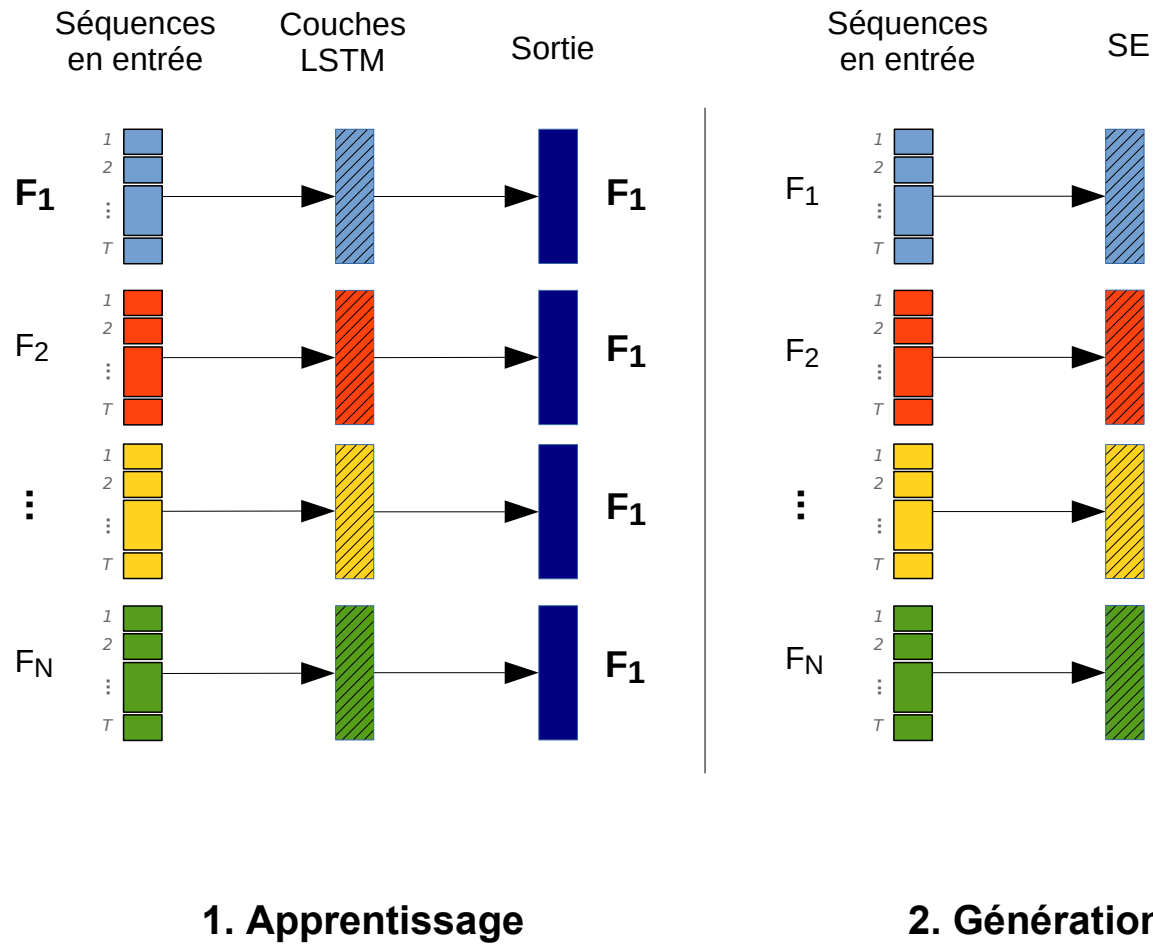 Séquences
en entrée
Couches
LSTM
Sortie
Séquences
en entrée
SE
F1
1
2
...
T
F1
F1
1
2
...
T
F2
1
2
...
T
F1
F2
1
2
...
T
...
1
2
...
T
F1
...
1
2
...
T
FN
1
2
...
T
F1
FN
1
2
...
T
1. Apprentissage
2. Génération